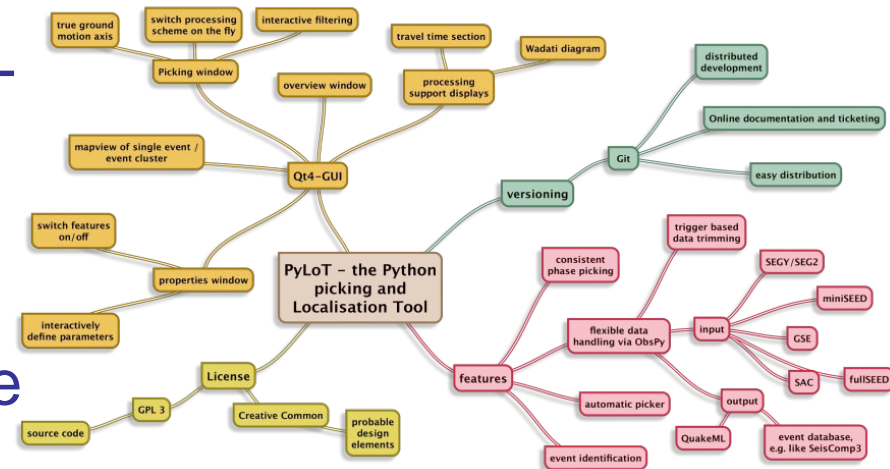 true ground
motion axis
switch processing
scheme on the fly
interactive filtering
Picking window
overview window
travel time section
Wadati diagram
processing
support displays
mapview of single event /
event cluster
Qt4-GUI
switch features
on/off
properties window
interactively
define parameters
distributed
development
Online documentation and ticketing
Git
easy distribution
versioning
PyLoT - the Python
picking and
Localisation Tool
consistent
phase picking
trigger based
data trimming
SEGY/SEG2
miniSEED
flexible data
handling via ObsPy
input
GSE
features
SAC
fullSEED
automatic picker
output
event identification
QuakeML
event database,
e.g. like SeisComp3
License
GPL 3
source code
Creative Common
probable
design
elements
e